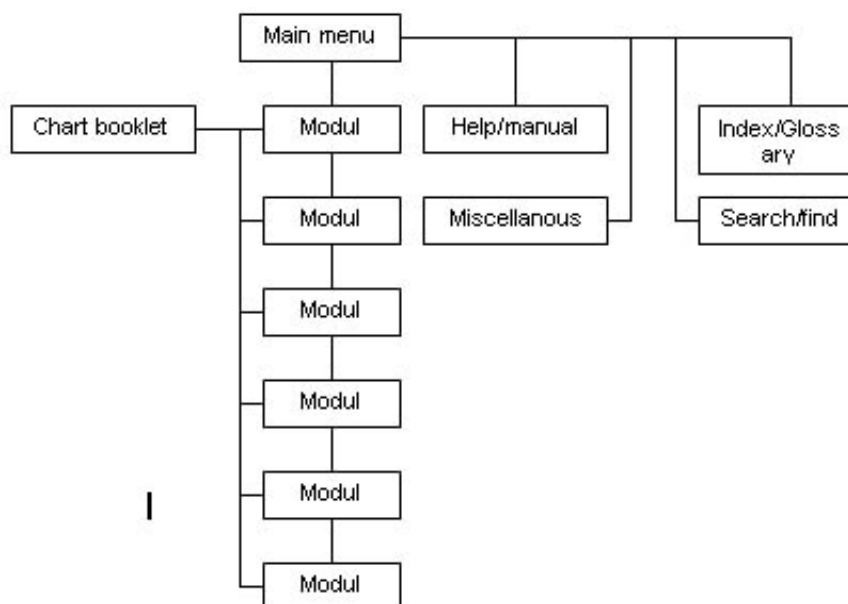 Main menu
Chart booklet
Modul
Help/manual
Index/Gloss
ary
Modul
Miscellanous
Search/find
Modul
Modul
Modul
Modul